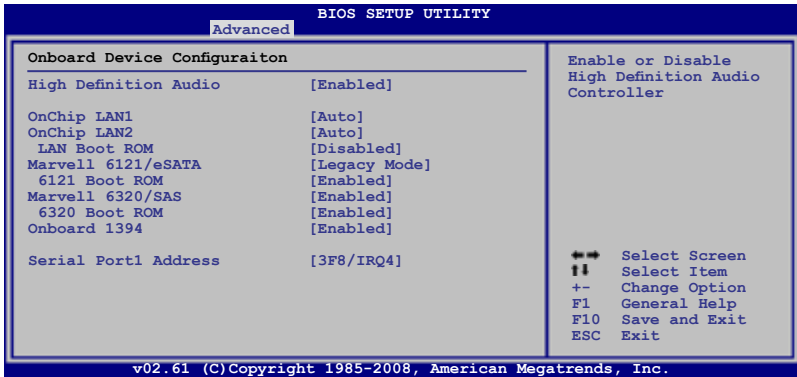 BIOS SETUP UTILITY
Advanced
Onboard Device Configuraiton
High Definition Audio [Enabled]
OnChip LAN1 [Auto]
OnChip LAN2 [Auto]
LAN Boot ROM [Disabled]
Marvell 6121/eSATA [Legacy Mode]
6121 Boot ROM [Enabled]
Marvell 6320/SAS [Enabled]
6320 Boot ROM [Enabled]
Onboard 1394 [Enabled]
Serial Port1 Address [3F8/IRQ4]
Enable or Disable
High Definition Audio
Controller
←→ Select Screen
↑↓ Select Item
+- Change Option
F1 General Help
F10 Save and Exit
ESC Exit
v02.61 (C)Copyright 1985-2008, American Megatrends, Inc.